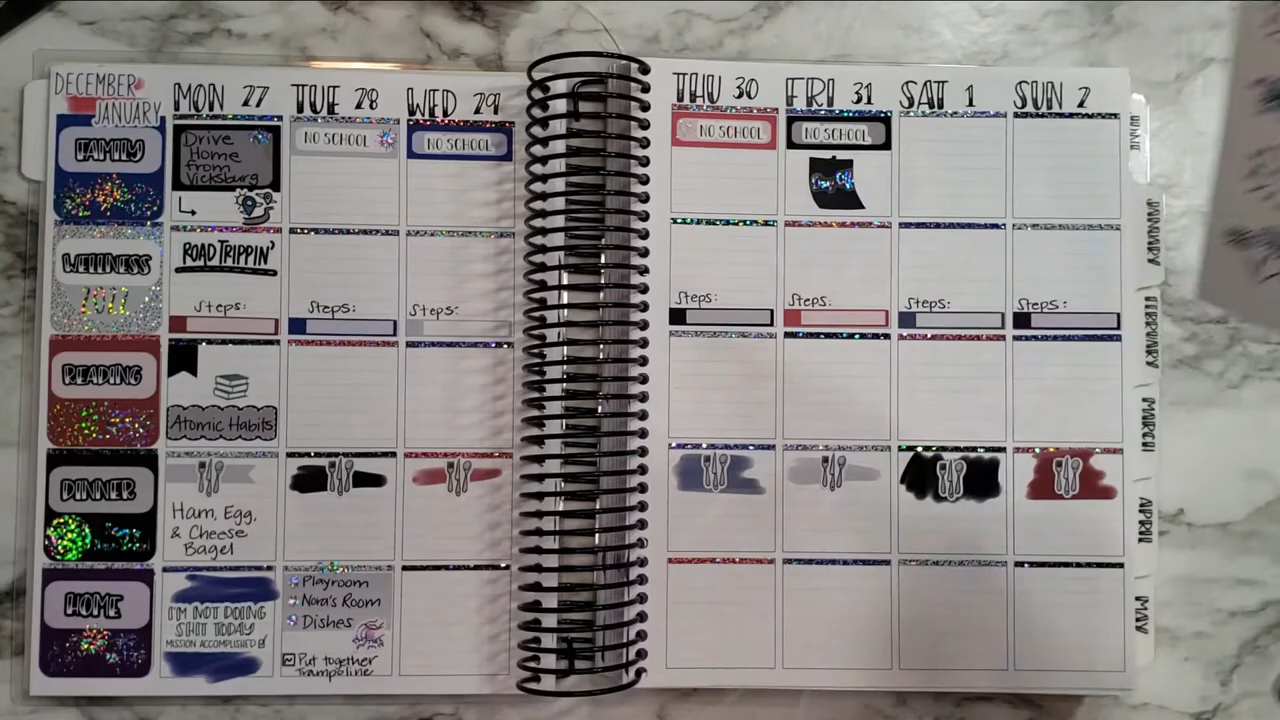 DECEMBER
JANUARY
MON 27
TUE 28
WED 29
THU 30
FRI 31
SAT 1
SUN 2
FAMILY
Drive
Home
from
Vicksburg
NO SCHOOL
NO SCHOOL
NO SCHOOL
NO SCHOOL
WELLNESS
ROAD TRIPPIN'
Steps:
Steps:
Steps:
Steps:
Steps:
Steps:
Steps:
READING
Atomic Habits
DINNER
Ham, Egg,
& Cheese
Bagel
HOME
I'M NOT DOING
SHIT TODAY
MISSION ACCOMPLISHED
Playroom
Nora's Room
Dishes
Put together
Trampoline
JANUARY
FEBRUARY
MARCH
APRIL
MAY